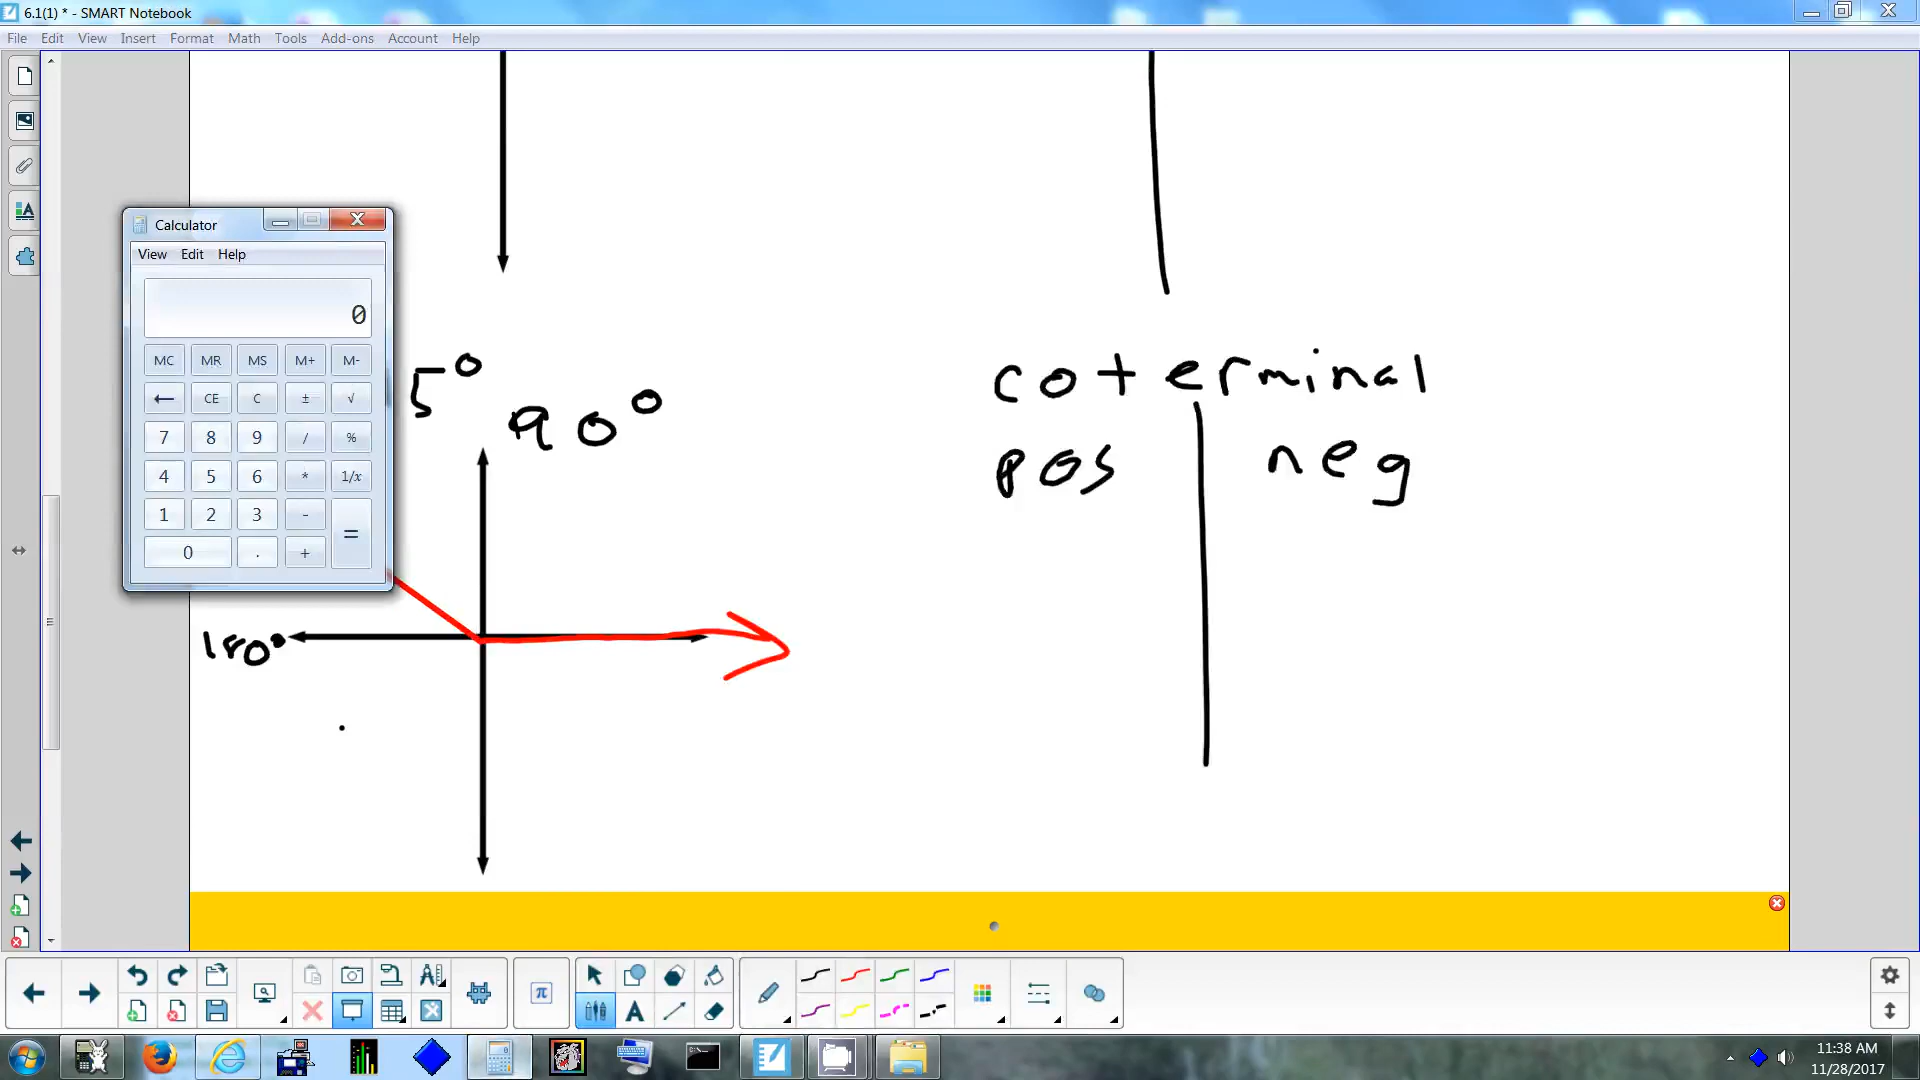 6.1(1) * - SMART Notebook
File Edit View Insert Format Math Tools Add-ons Account Help
Calculator
View Edit Help
0
MC MR MS M+ M-
← CE C ± √
7 8 9 / %
4 5 6 * 1/x
1 2 3 - =
0 . +
5°
90°
180°
coterminal
pos neg
π
A
11:38 AM
11/28/2017